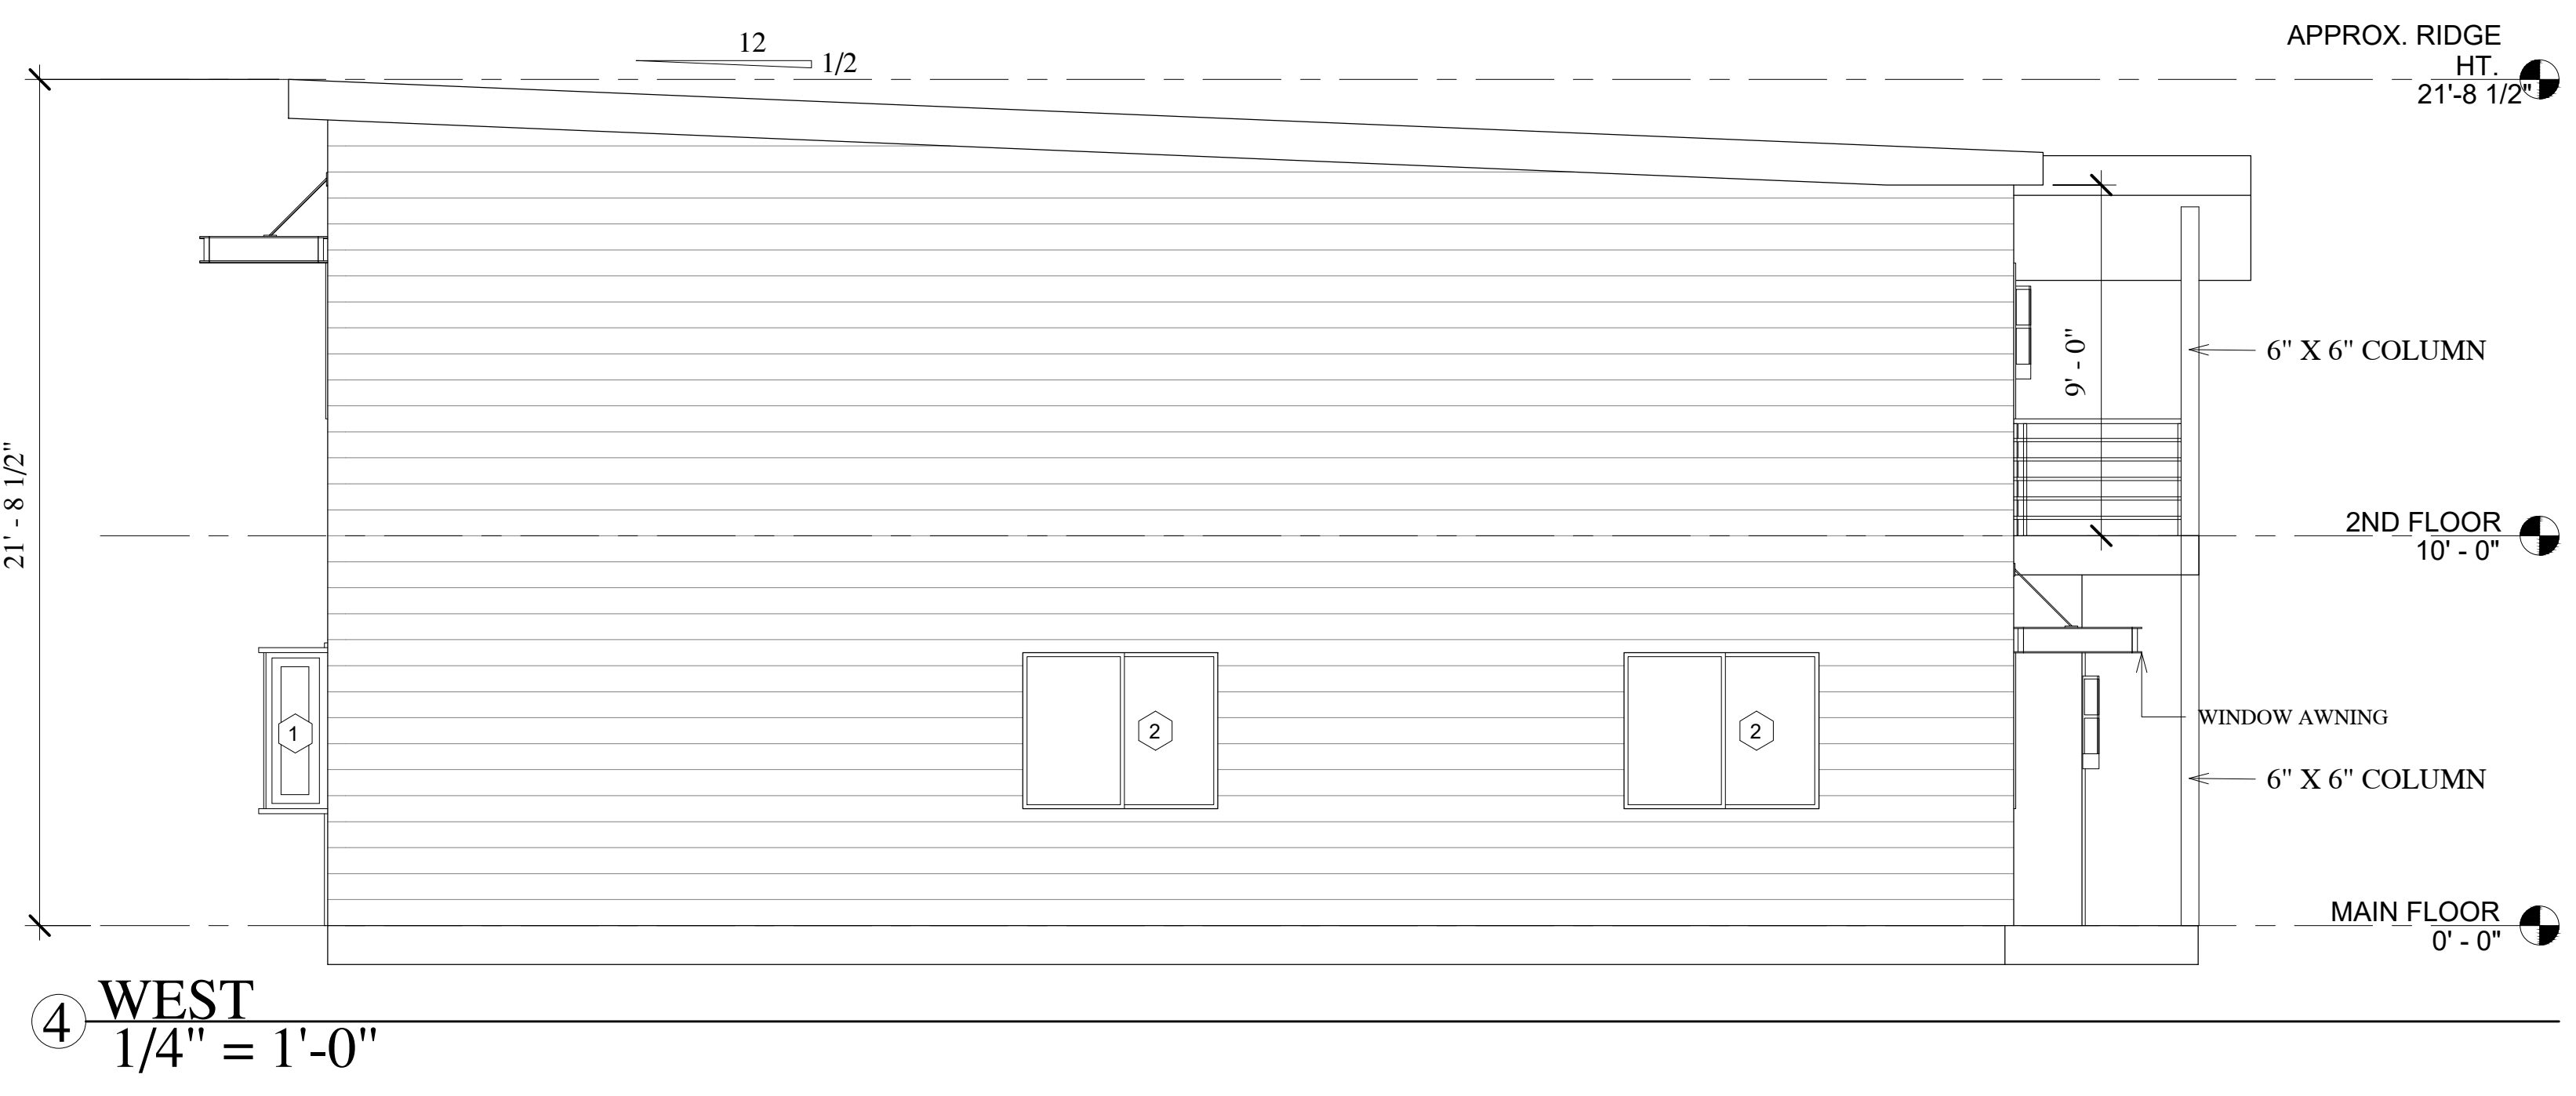 12
1/2
APPROX. RIDGE
HT.
21'-8 1/2"
21' - 8 1/2"
9' - 0"
6" X 6" COLUMN
2ND FLOOR
10' - 0"
1
2
2
WINDOW AWNING
6" X 6" COLUMN
MAIN FLOOR
0' - 0"
4
WEST
1/4" = 1'-0"